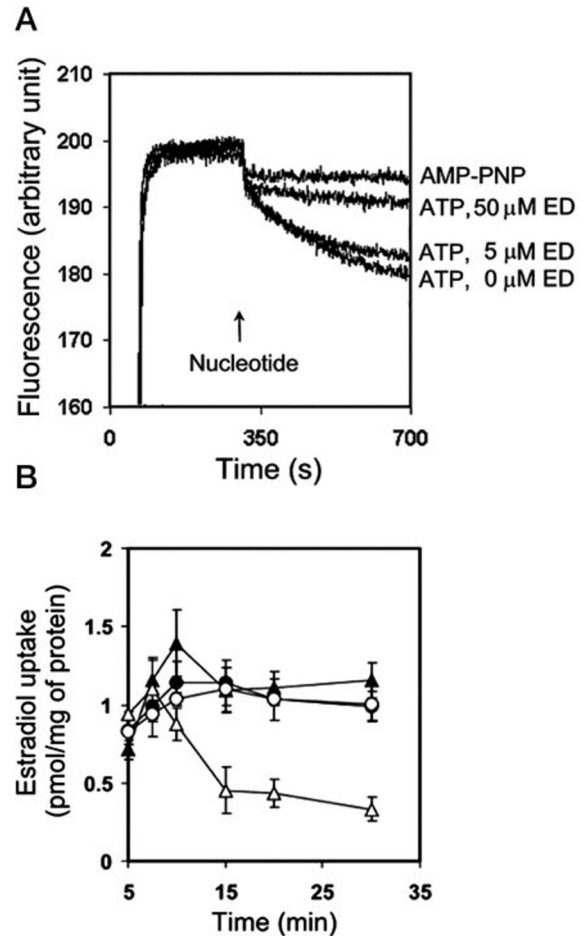 A
Fluorescence (arbitrary unit)
210
200
190
180
170
160
AMP-PNP
ATP, 50 μM ED
ATP, 5 μM ED
ATP, 0 μM ED
Nucleotide
0
350
700
Time (s)
B
Estradiol uptake
(pmol/mg of protein)
2
1.5
1
0.5
0
5
15
25
35
Time (min)